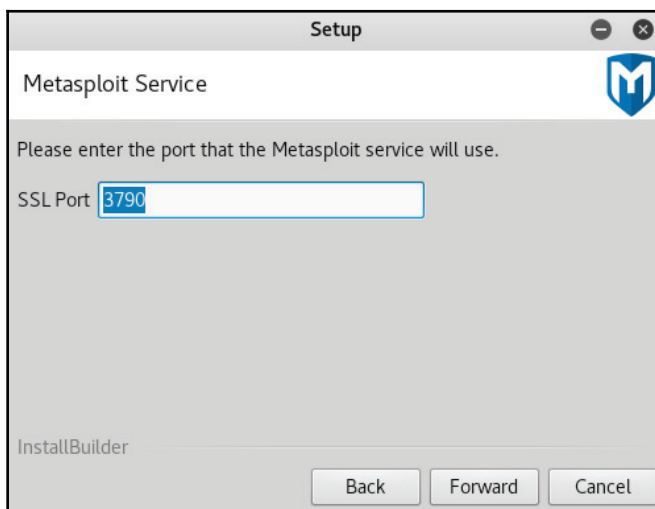 Setup
Metasploit Service
Please enter the port that the Metasploit service will use.
SSL Port 3790
InstallBuilder
Back Forward Cancel